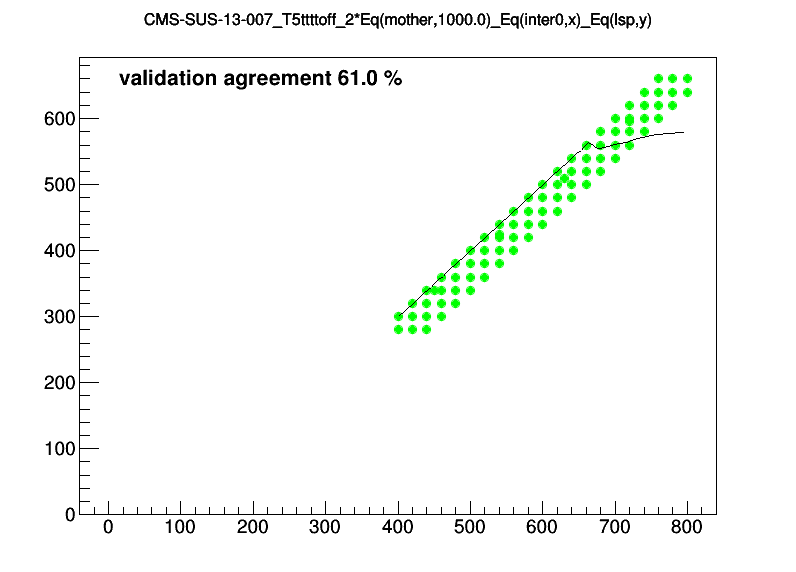 CMS-SUS-13-007_T5ttttoff_2*Eq(mother,1000.0)_Eq(inter0,x)_Eq(lsp,y)
validation agreement 61.0 %
600
500
400
300
200
100
0
0 100 200 300 400 500 600 700 800